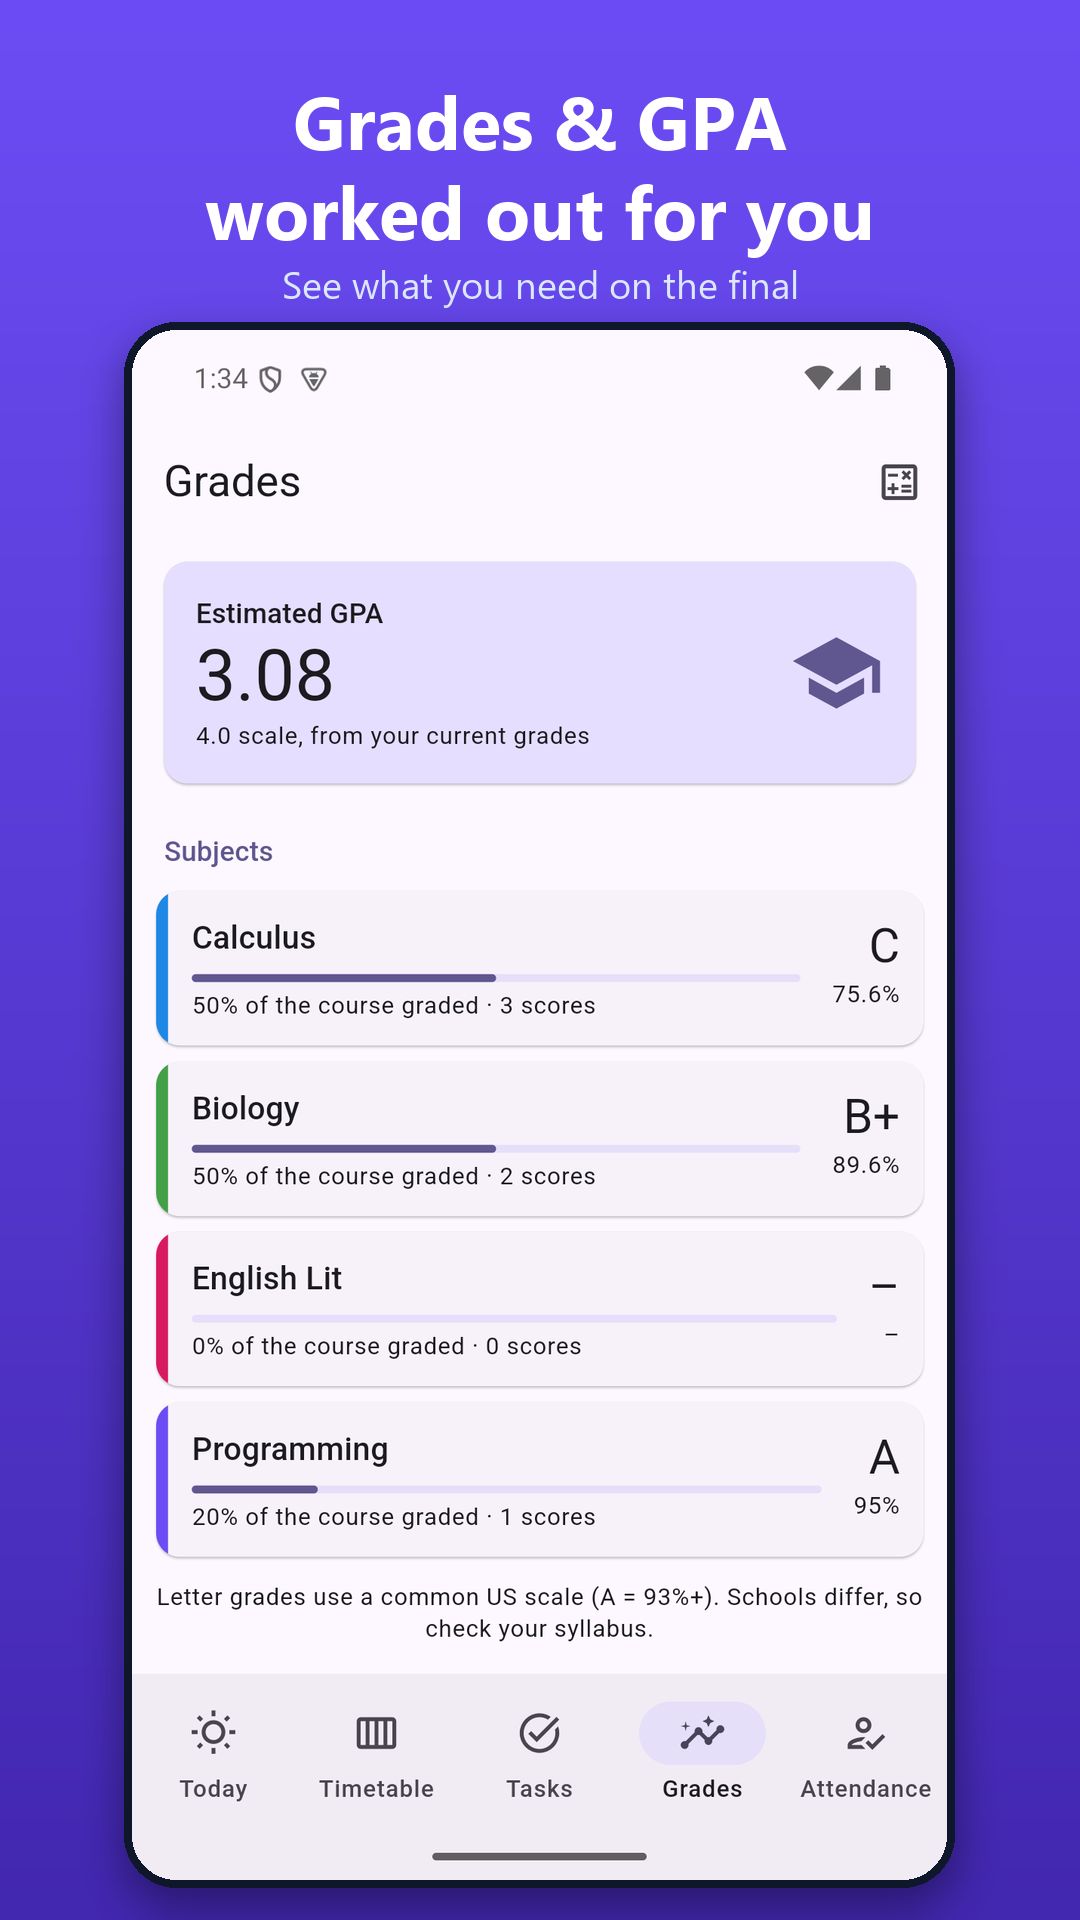 Grades & GPA
worked out for you
See what you need on the final
1:34
Grades
Estimated GPA
3.08
4.0 scale, from your current grades
Subjects
Calculus
C
50% of the course graded · 3 scores
75.6%
Biology
B+
50% of the course graded · 2 scores
89.6%
English Lit
–
0% of the course graded · 0 scores
–
Programming
A
20% of the course graded · 1 scores
95%
Letter grades use a common US scale (A = 93%+). Schools differ, so
check your syllabus.
Today
Timetable
Tasks
Grades
Attendance